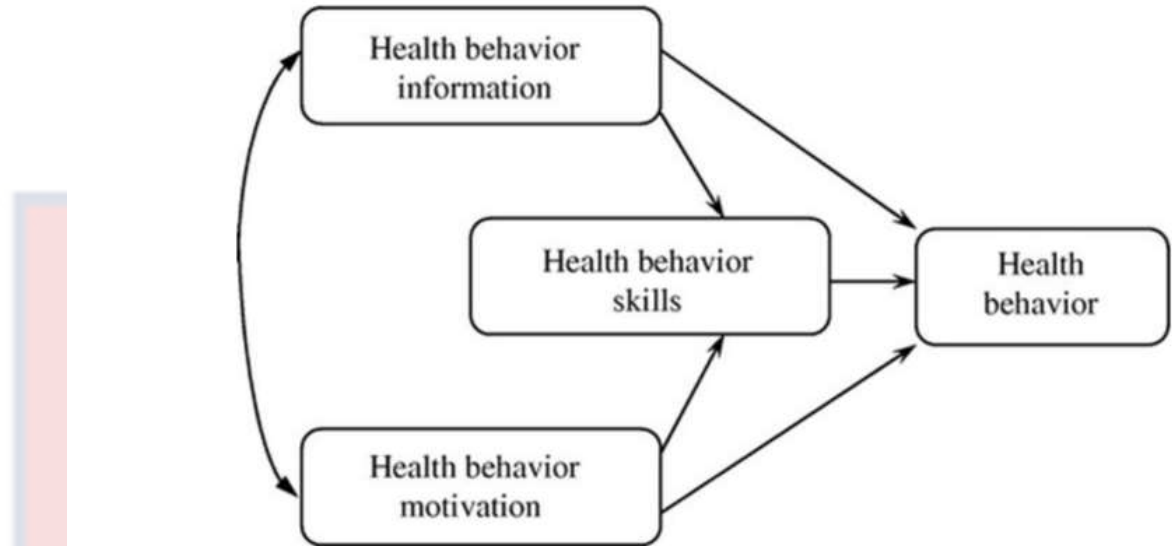 Health behavior
information
Health behavior
skills
Health
behavior
Health behavior
motivation